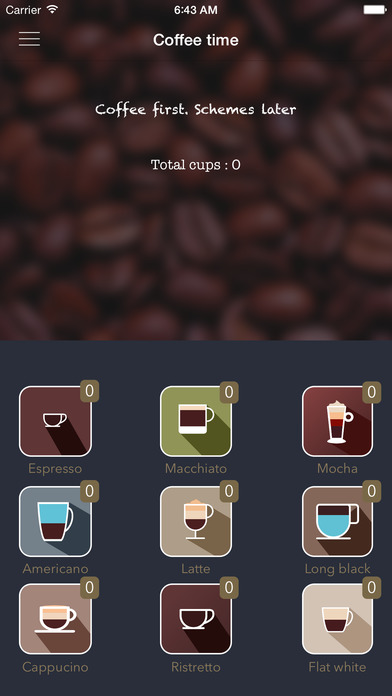 Carrier 6:43 AM
Coffee time
Coffee first. Schemes later
Total cups : 0
0 0 0
Espresso Macchiato Mocha
0 0 0
Americano Latte Long black
0 0 0
Cappucino Ristretto Flat white